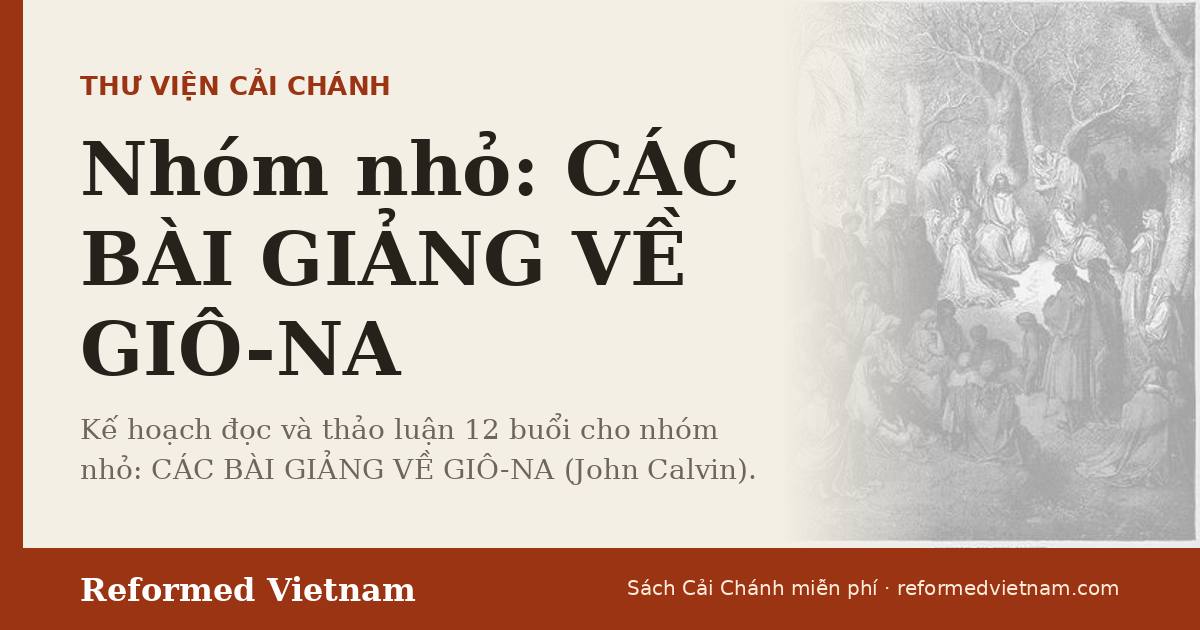 THƯ VIỆN CẢI CHÁNH
Nhóm nhỏ: CÁC
BÀI GIẢNG VỀ
GIÔ-NA
Kế hoạch đọc và thảo luận 12 buổi cho nhóm
nhỏ: CÁC BÀI GIẢNG VỀ GIÔ-NA (John Calvin).
Reformed Vietnam
Sách Cải Chánh miễn phí · reformedvietnam.com